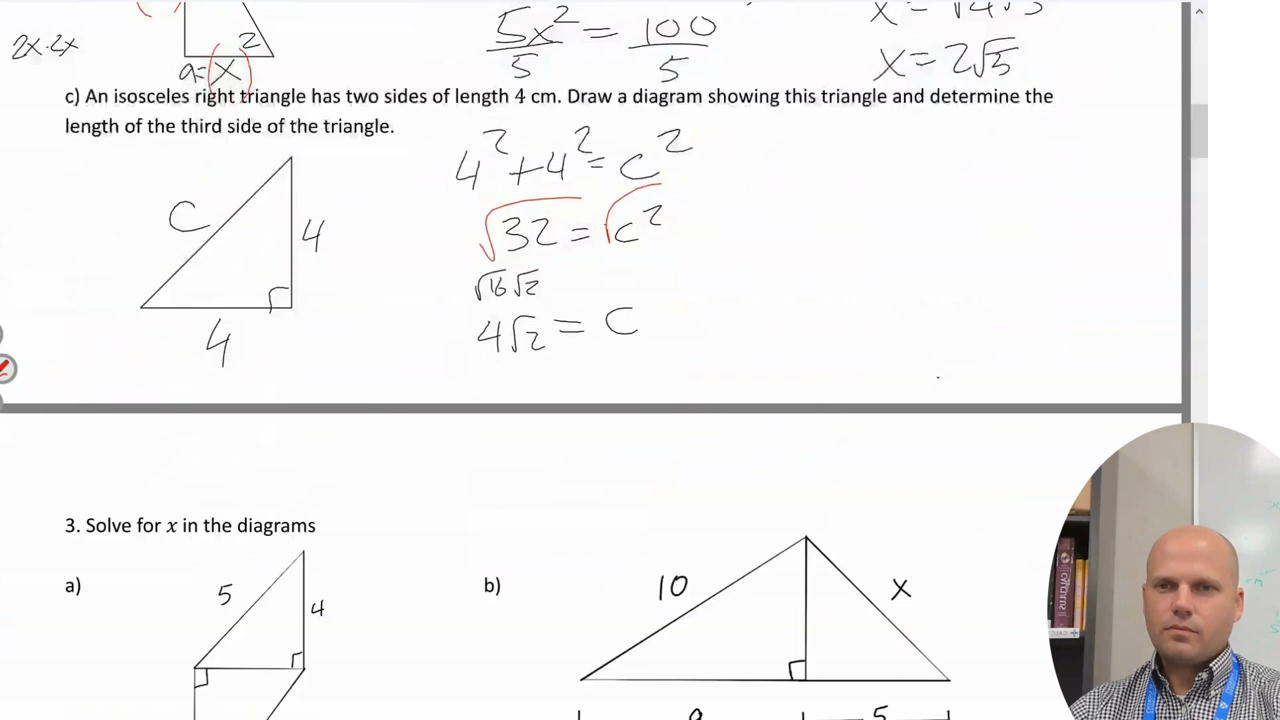 2x·2x
a=(x)
2
5x² = 100
5 5
x = 2√5
c) An isosceles right triangle has two sides of length 4 cm. Draw a diagram showing this triangle and determine the
length of the third side of the triangle.
4² + 4² = c²
√32 = √c²
√16 √2
4√2 = c
c
4
4
3. Solve for x in the diagrams
a)
5
4
b)
10
x
9
5